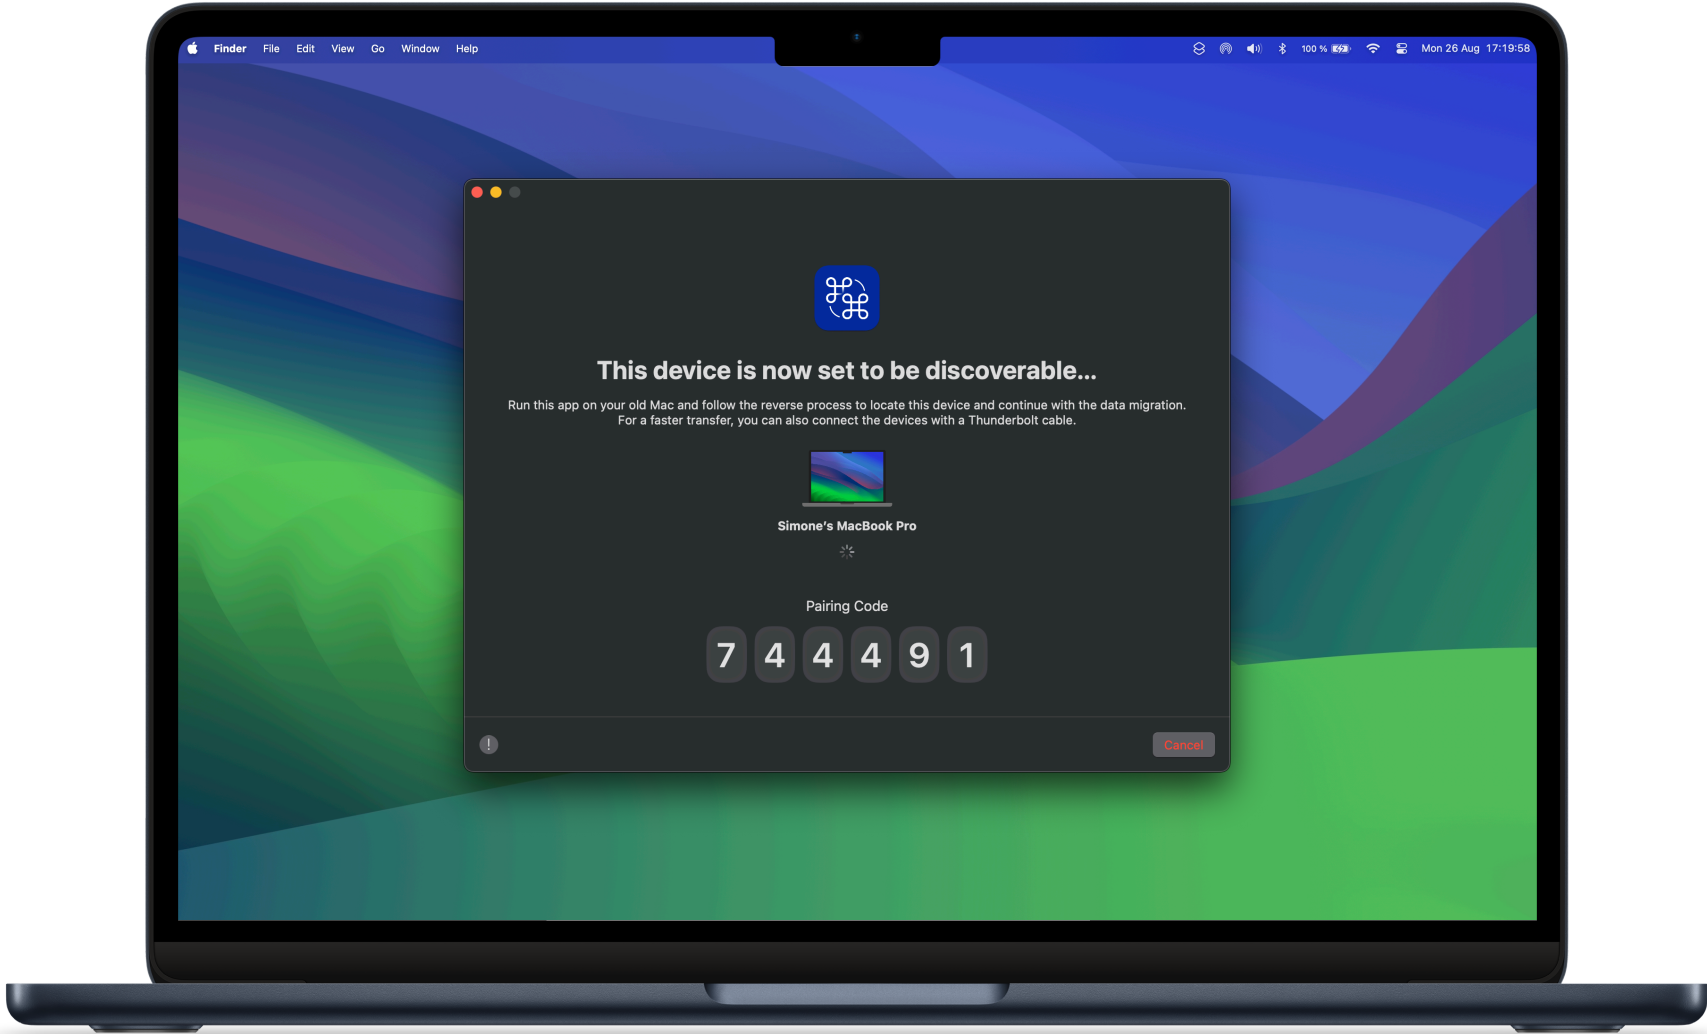 Finder File Edit View Go Window Help 100 % Mon 26 Aug 17:19:58
This device is now set to be discoverable...
Run this app on your old Mac and follow the reverse process to locate this device and continue with the data migration.
For a faster transfer, you can also connect the devices with a Thunderbolt cable.
Simone's MacBook Pro
Pairing Code
7 4 4 4 9 1
!
Cancel